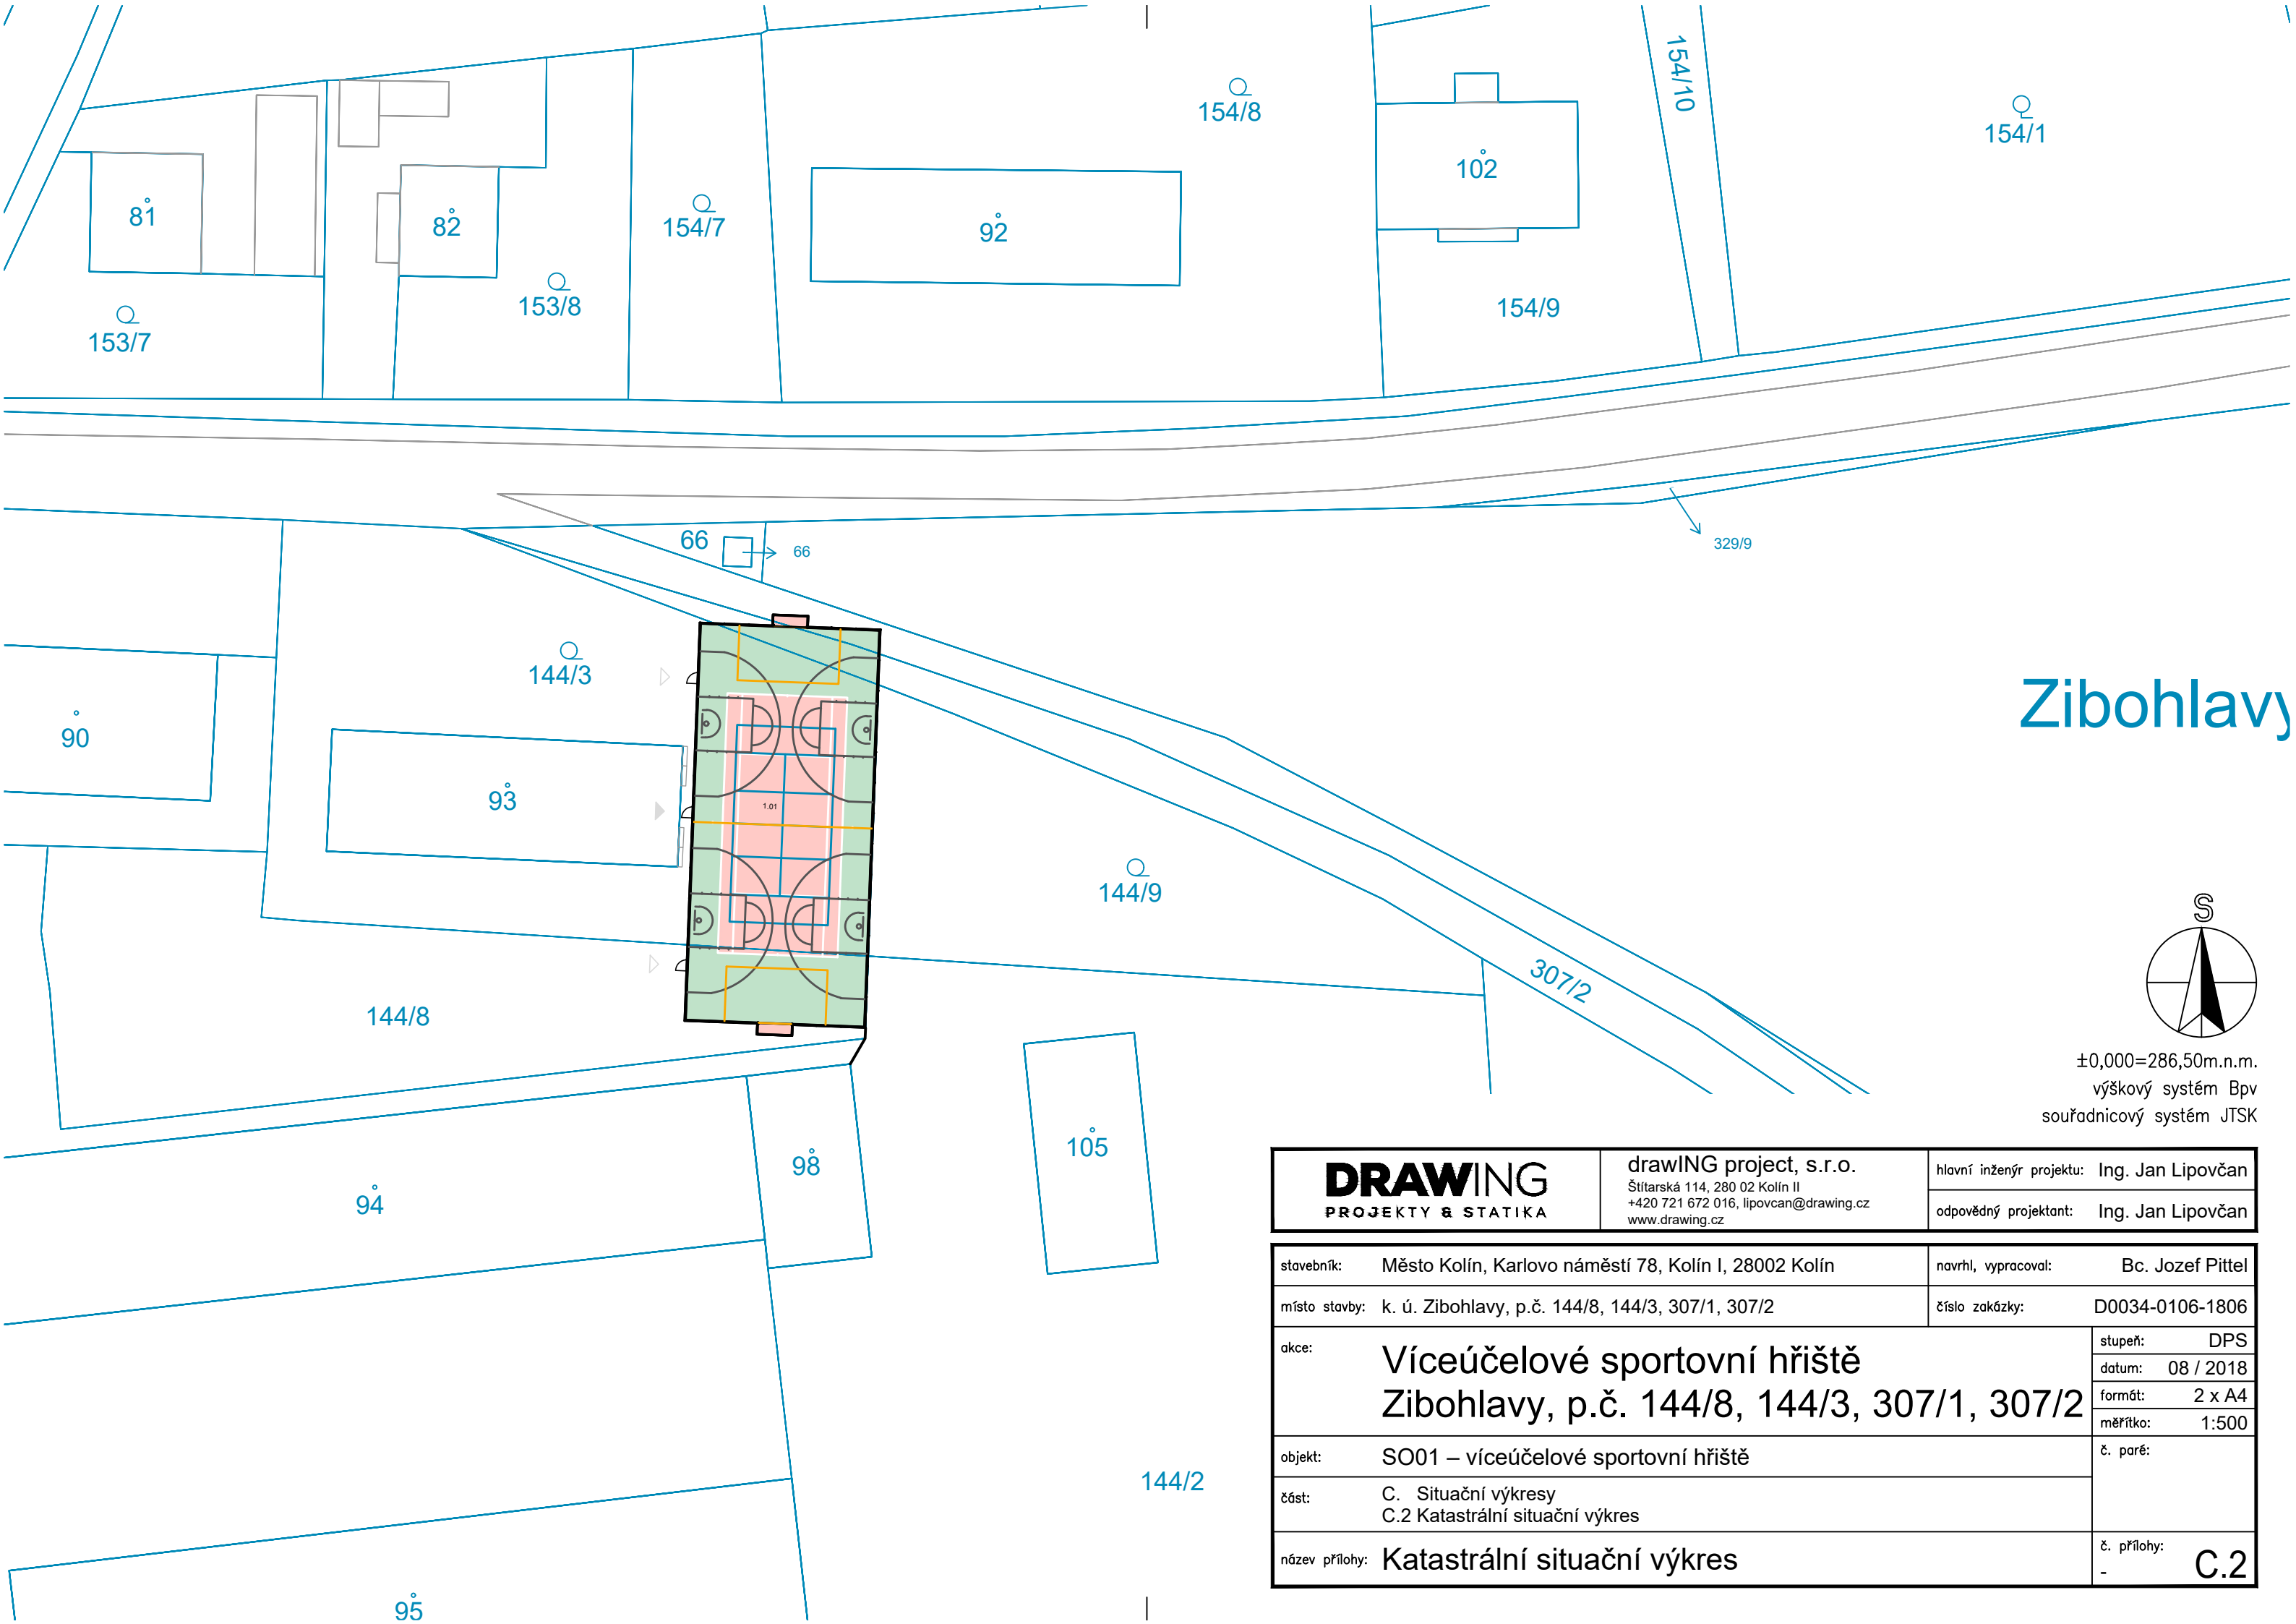 154/10
154/8
154/1
102
81
82
154/7
92
153/8
154/9
153/7
66
66
329/9
144/3
Zibohlavy
90
93
1.01
144/9
S
307/2
144/8
±0,000=286,50m.n.m.
výškový systém Bpv
souřadnicový systém JTSK
105
98
94
144/2
95
DRAWING
PROJEKTY & STATIKA
drawING project, s.r.o.
Štítarská 114, 280 02 Kolín II
+420 721 672 016, lipovcan@drawing.cz
www.drawing.cz
hlavní inženýr projektu: Ing. Jan Lipovčan
odpovědný projektant: Ing. Jan Lipovčan
stavebník: Město Kolín, Karlovo náměstí 78, Kolín I, 28002 Kolín
navrhl, vypracoval: Bc. Jozef Pittel
místo stavby: k. ú. Zibohlavy, p.č. 144/8, 144/3, 307/1, 307/2
číslo zakázky: D0034-0106-1806
akce: Víceúčelové sportovní hřiště
Zibohlavy, p.č. 144/8, 144/3, 307/1, 307/2
stupeň: DPS
datum: 08 / 2018
formát: 2 x A4
měřítko: 1:500
objekt: SO01 – víceúčelové sportovní hřiště
č. paré:
část: C. Situační výkresy
C.2 Katastrální situační výkres
název přílohy: Katastrální situační výkres
č. přílohy:
- C.2